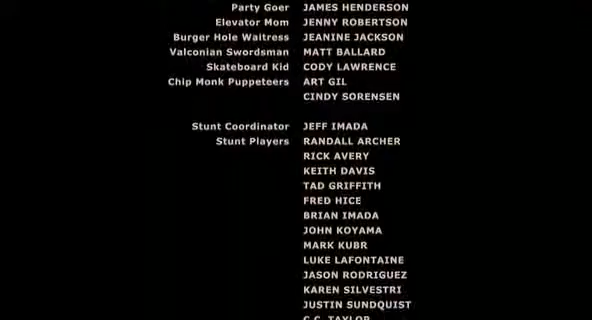 Party Goer JAMES HENDERSON
Elevator Mom JENNY ROBERTSON
Burger Hole Waitress JEANINE JACKSON
Valconian Swordsman MATT BALLARD
Skateboard Kid CODY LAWRENCE
Chip Monk Puppeteers ART GIL
CINDY SORENSEN
Stunt Coordinator JEFF IMADA
Stunt Players RANDALL ARCHER
RICK AVERY
KEITH DAVIS
TAD GRIFFITH
FRED HICE
BRIAN IMADA
JOHN KOYAMA
MARK KUBR
LUKE LAFONTAINE
JASON RODRIGUEZ
KAREN SILVESTRI
JUSTIN SUNDQUIST
C.C. TAYLOR